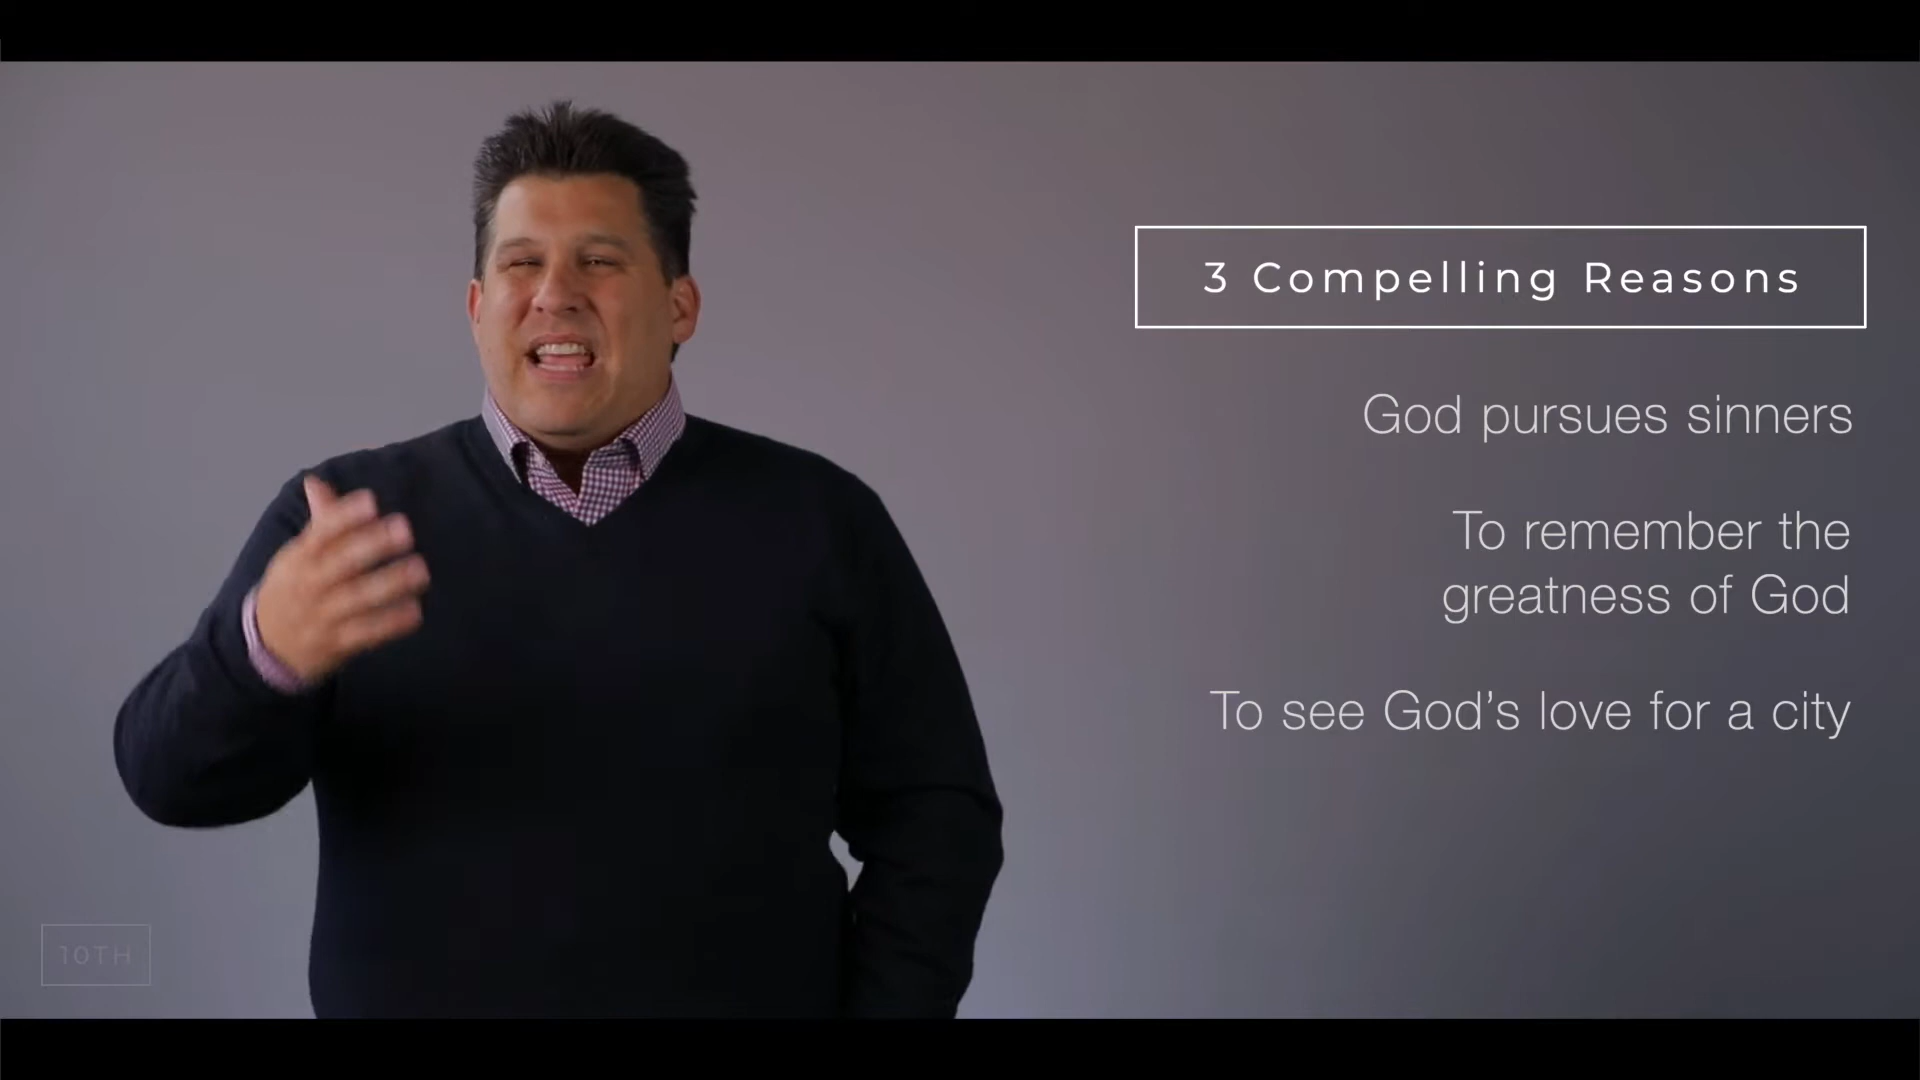 3 Compelling Reasons
God pursues sinners
To remember the
greatness of God
To see God’s love for a city
10TH